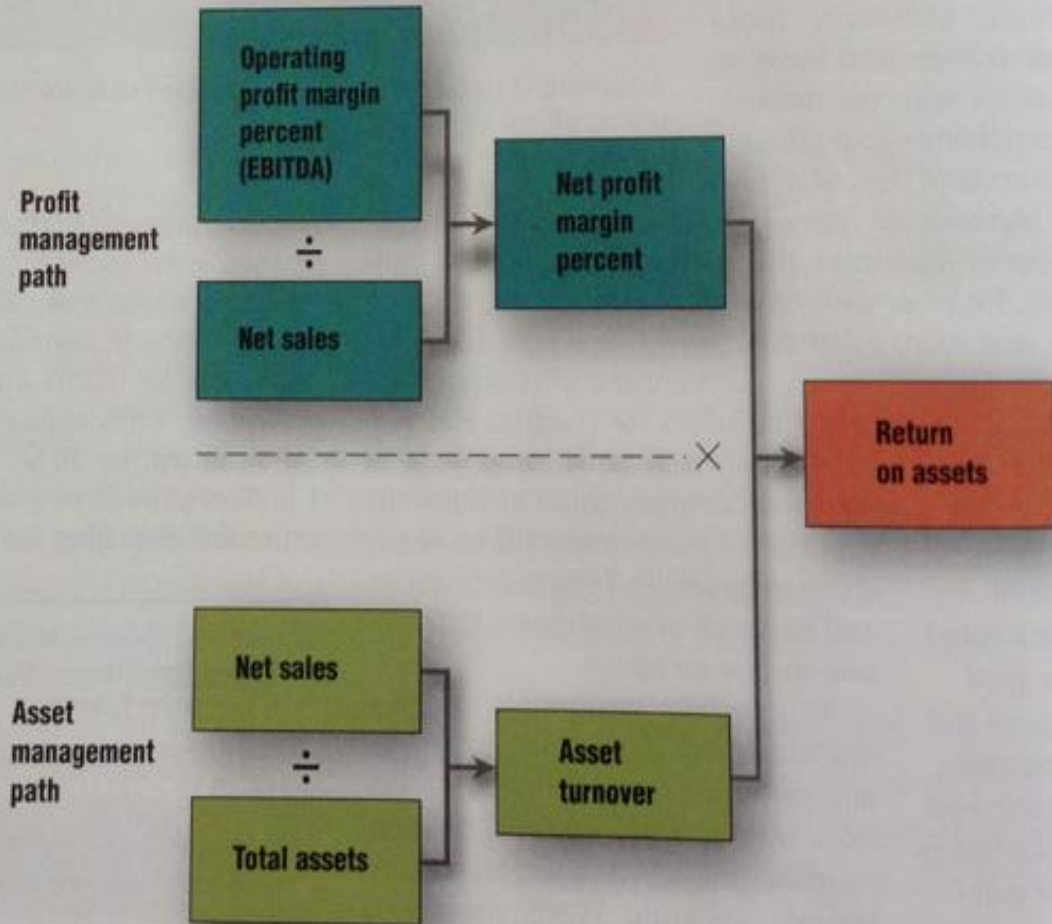 Profit
management
path
Operating
profit margin
percent
(EBITDA)
÷
Net sales
Net profit
margin
percent
×
Return
on assets
Asset
management
path
Net sales
÷
Total assets
Asset
turnover